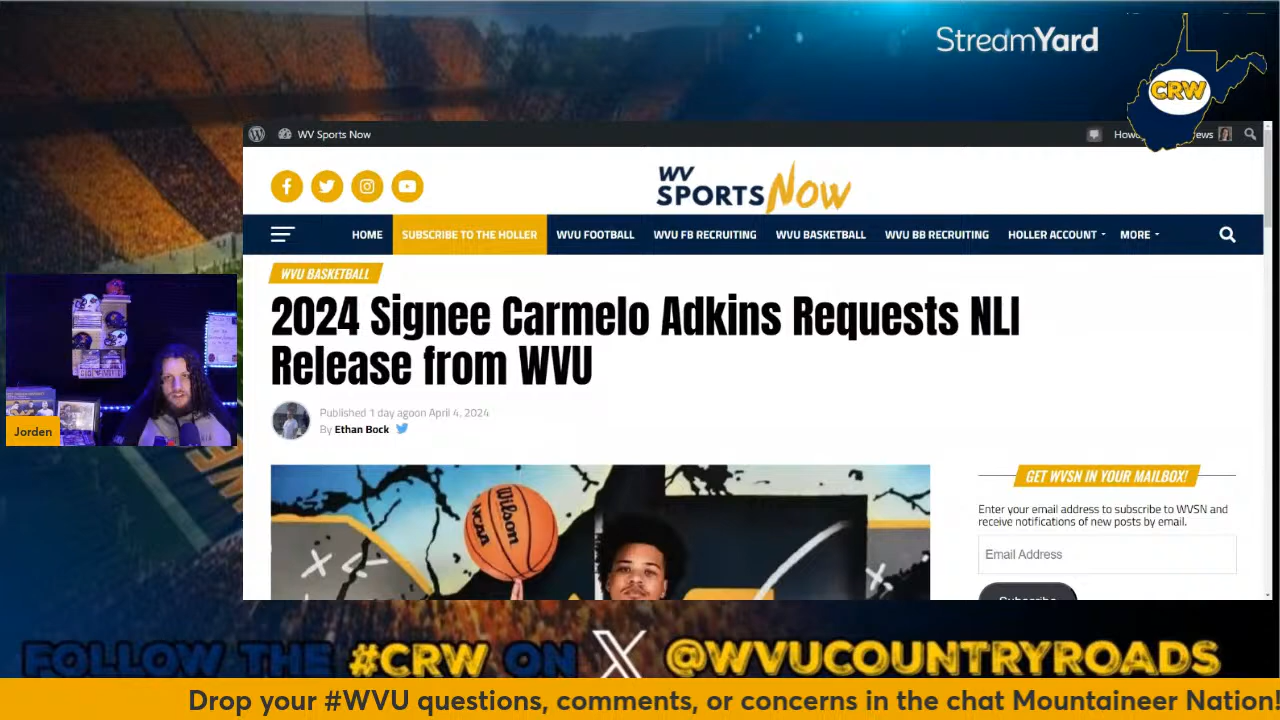 StreamYard
CRW
WV Sports Now
WV
SPORTS NOW
HOME
SUBSCRIBE TO THE HOLLER
WVU FOOTBALL
WVU FB RECRUITING
WVU BASKETBALL
WVU BB RECRUITING
HOLLER ACCOUNT
MORE
WVU BASKETBALL
2024 Signee Carmelo Adkins Requests NLI
Release from WVU
Published 1 day agoon April 4, 2024
By Ethan Bock
Wilson
NCAA
GET WVSN IN YOUR MAILBOX!
Enter your email address to subscribe to WVSN and
receive notifications of new posts by email.
Email Address
Subscribe
Jorden
FOLLOW THE #CRW ON X @WVUCOUNTRYROADS
Drop your #WVU questions, comments, or concerns in the chat Mountaineer Nation!